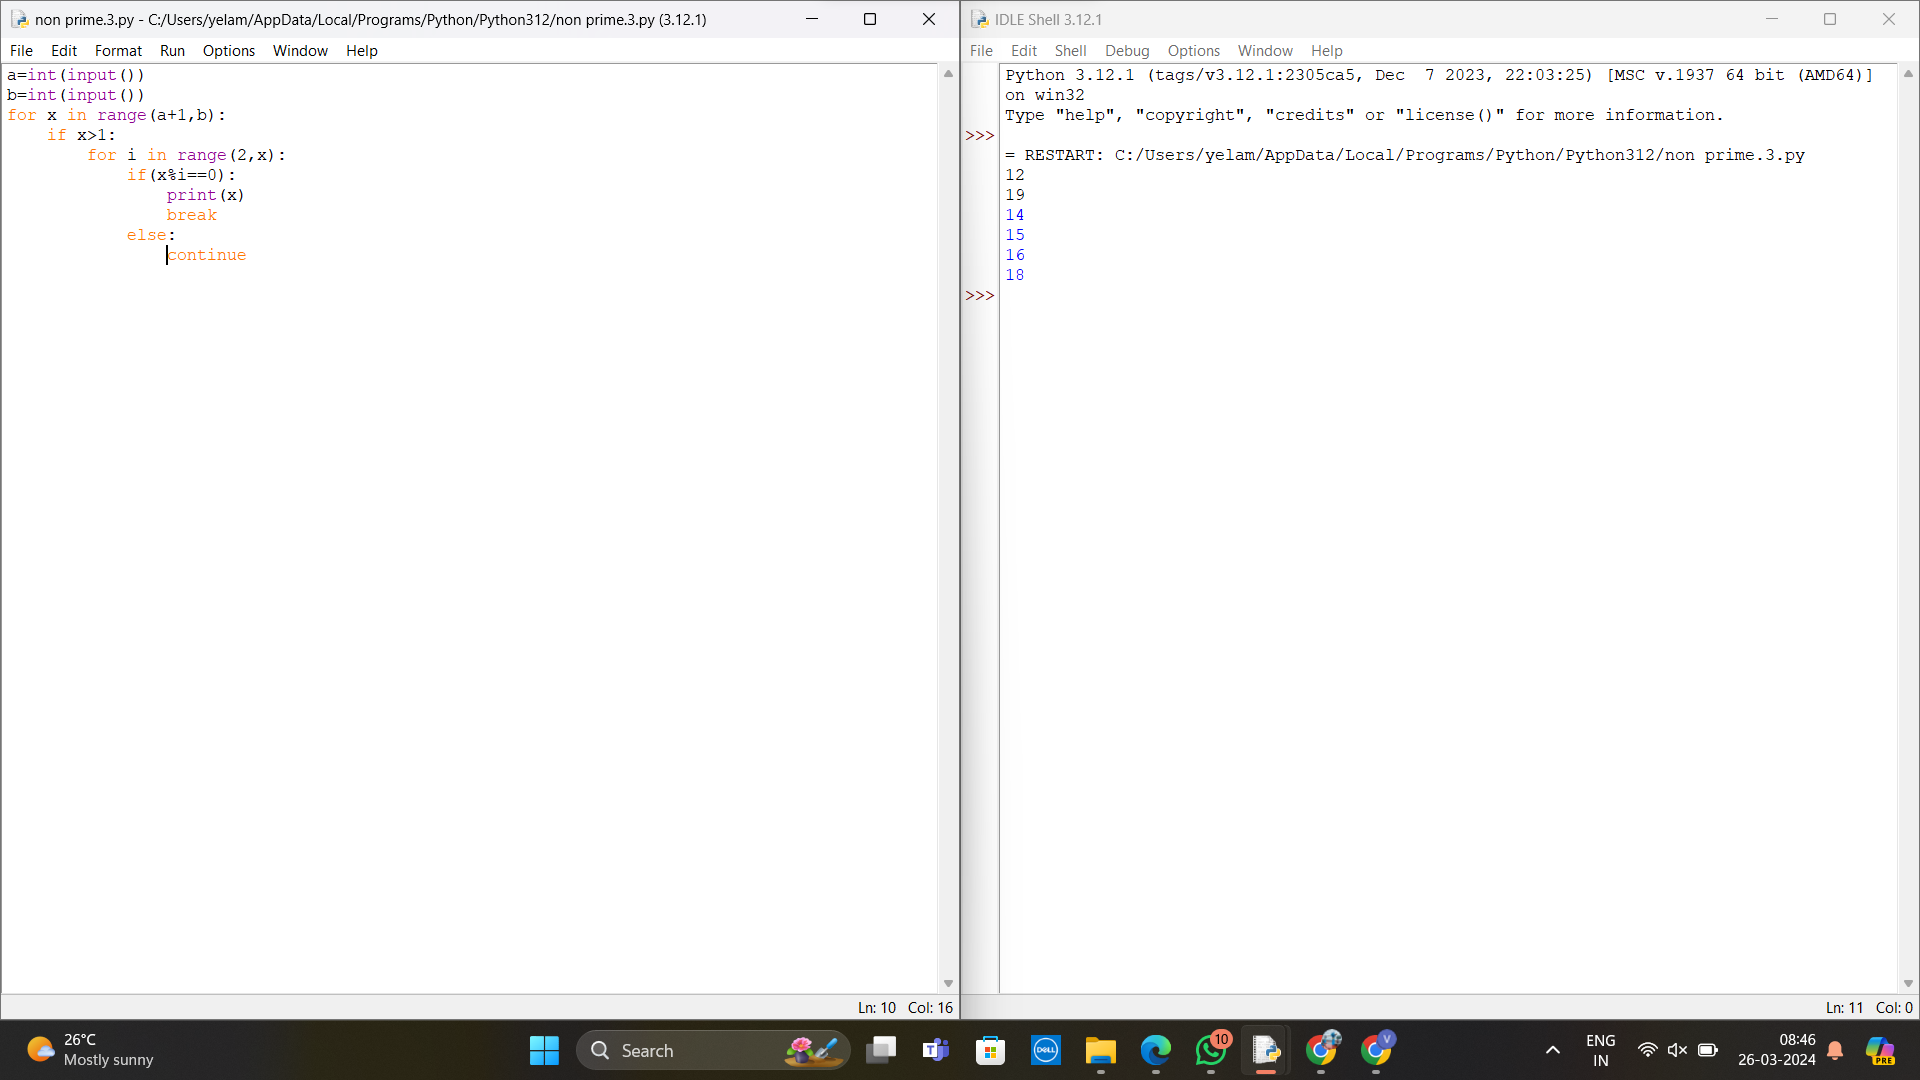 non prime.3.py - C:/Users/yelam/AppData/Local/Programs/Python/Python312/non prime.3.py (3.12.1)
File Edit Format Run Options Window Help
a=int(input())
b=int(input())
for x in range(a+1,b):
    if x>1:
        for i in range(2,x):
            if(x%i==0):
                print(x)
                break
            else:
                continue
Ln: 10 Col: 16
IDLE Shell 3.12.1
File Edit Shell Debug Options Window Help
Python 3.12.1 (tags/v3.12.1:2305ca5, Dec  7 2023, 22:03:25) [MSC v.1937 64 bit (AMD64)]
on win32
Type "help", "copyright", "credits" or "license()" for more information.
>>>
= RESTART: C:/Users/yelam/AppData/Local/Programs/Python/Python312/non prime.3.py
12
19
14
15
16
18
>>>
Ln: 11 Col: 0
26°C
Mostly sunny
Search
T
DELL
10
V
ENG
IN
08:46
26-03-2024
PRE